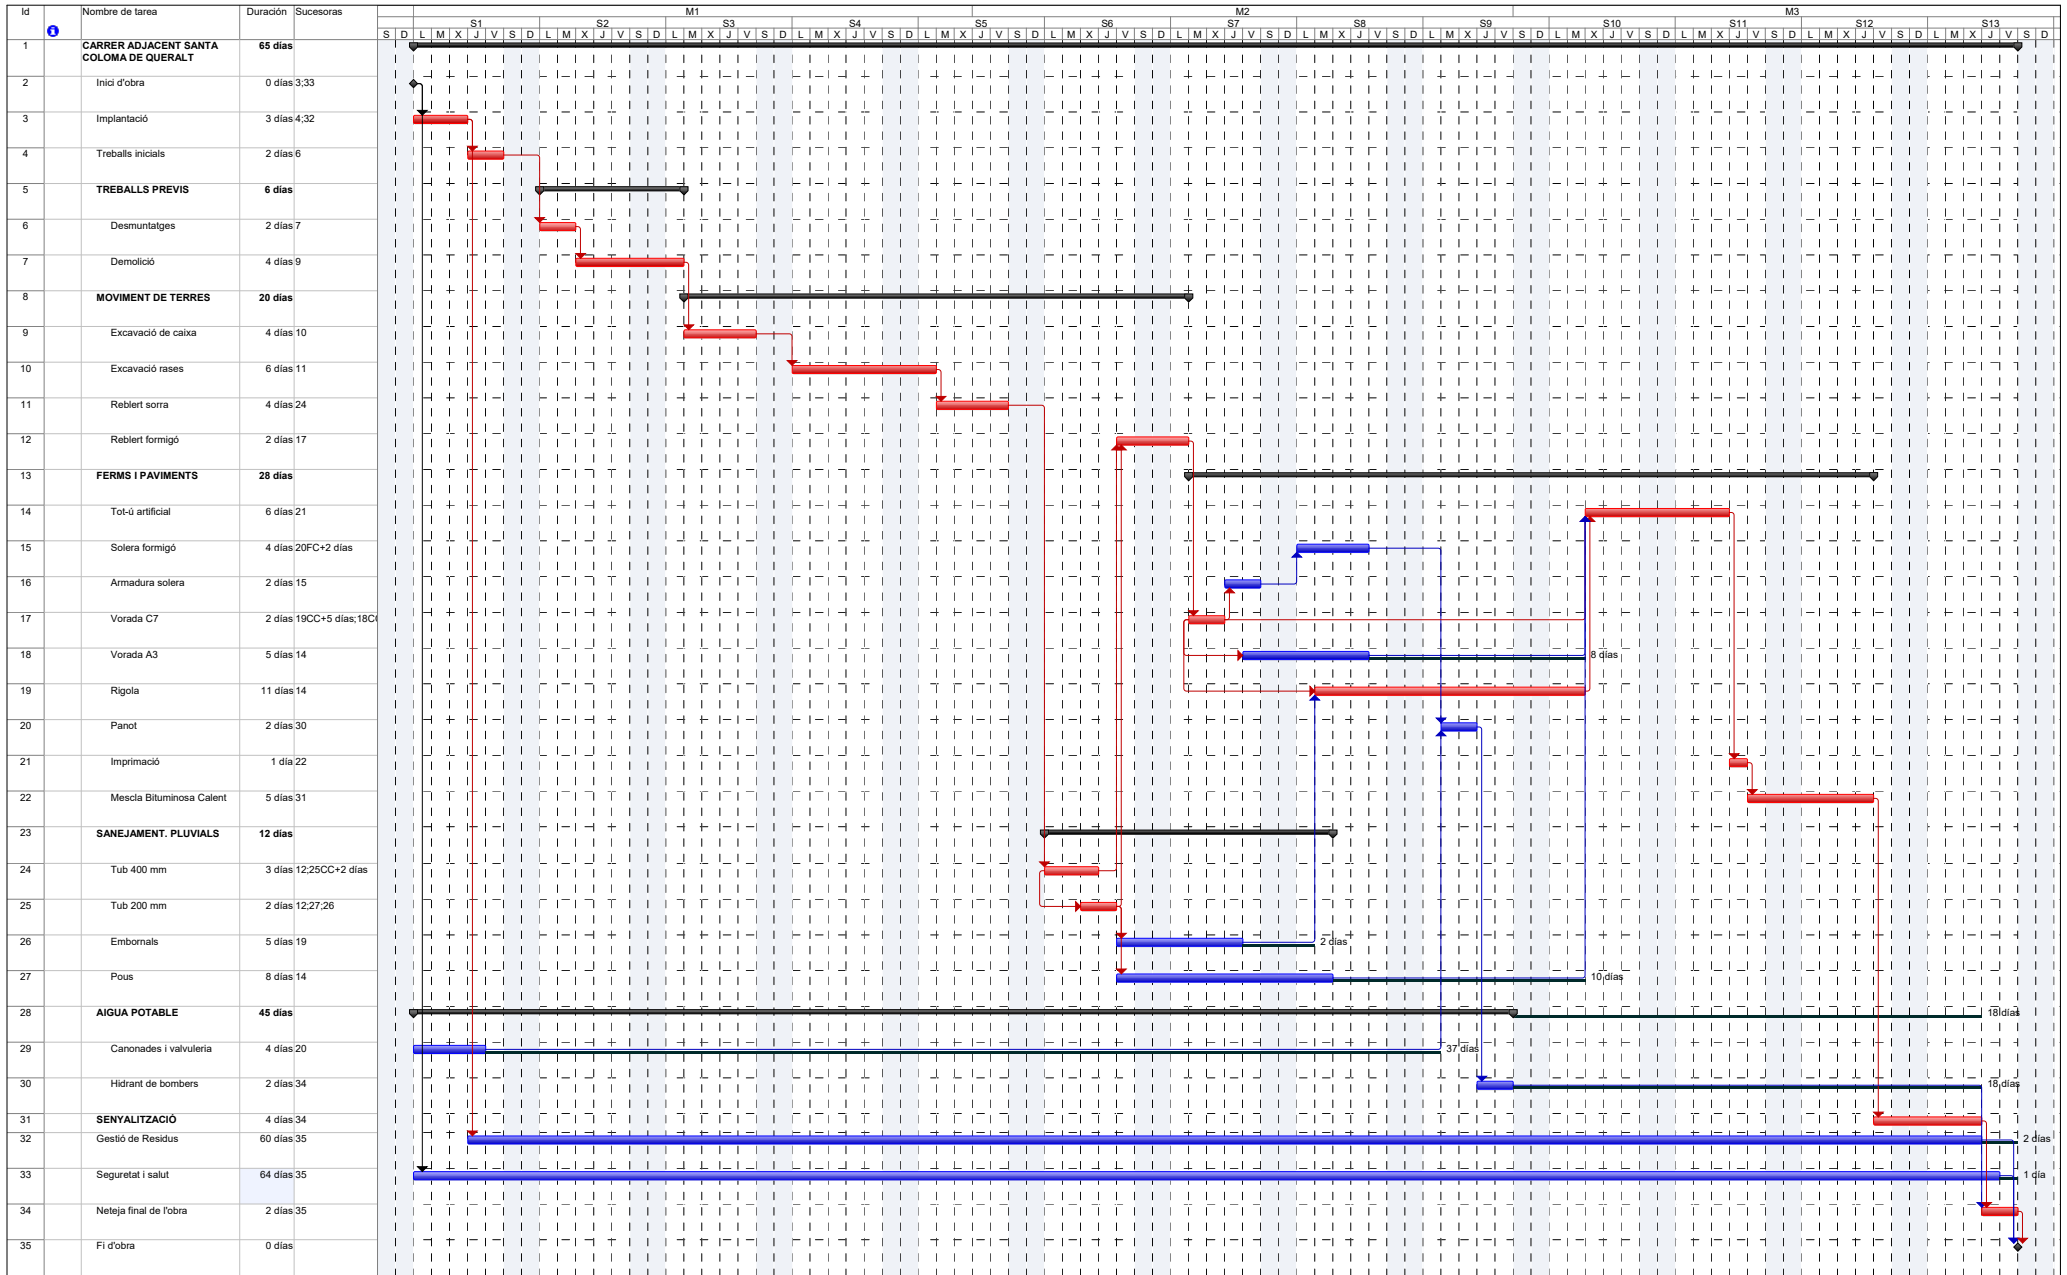 Id Nombre de tarea Duración Sucesoras M1 M2 M3
S1 S2 S3 S4 S5 S6 S7 S8 S9 S10 S11 S12 S13
S D L M X J V S D L M X J V S D L M X J V S D L M X J V S D L M X J V S D L M X J V S D L M X J V S D L M X J V S D L M X J V S D L M X J V S D L M X J V S D L M X J V S D L M X J V S D
1 CARRER ADJACENT SANTA COLOMA DE QUERALT 65 días
2 Inici d'obra 0 días 3;33
3 Implantació 3 días 4;32
4 Treballs inicials 2 días 6
5 TREBALLS PREVIS 6 días
6 Desmuntatges 2 días 7
7 Demolició 4 días 9
8 MOVIMENT DE TERRES 20 días
9 Excavació de caixa 4 días 10
10 Excavació rases 6 días 11
11 Reblert sorra 4 días 24
12 Reblert formigó 2 días 17
13 FERMS I PAVIMENTS 28 días
14 Tot-ú artificial 6 días 21
15 Solera formigó 4 días 20FC+2 días
16 Armadura solera 2 días 15
17 Vorada C7 2 días 19CC+5 días;18C
18 Vorada A3 5 días 14 8 días
19 Rigola 11 días 14
20 Panot 2 días 30
21 Imprimació 1 día 22
22 Mescla Bituminosa Calent 5 días 31
23 SANEJAMENT. PLUVIALS 12 días
24 Tub 400 mm 3 días 12;25CC+2 días
25 Tub 200 mm 2 días 12;27;26
26 Embornals 5 días 19 2 días
27 Pous 8 días 14 10 días
28 AIGUA POTABLE 45 días 18 días
29 Canonades i valvuleria 4 días 20 37 días
30 Hidrant de bombers 2 días 34 18 días
31 SENYALITZACIÓ 4 días 34
32 Gestió de Residus 60 días 35 2 días
33 Seguretat i salut 64 días 35 1 día
34 Neteja final de l'obra 2 días 35
35 Fi d'obra 0 días